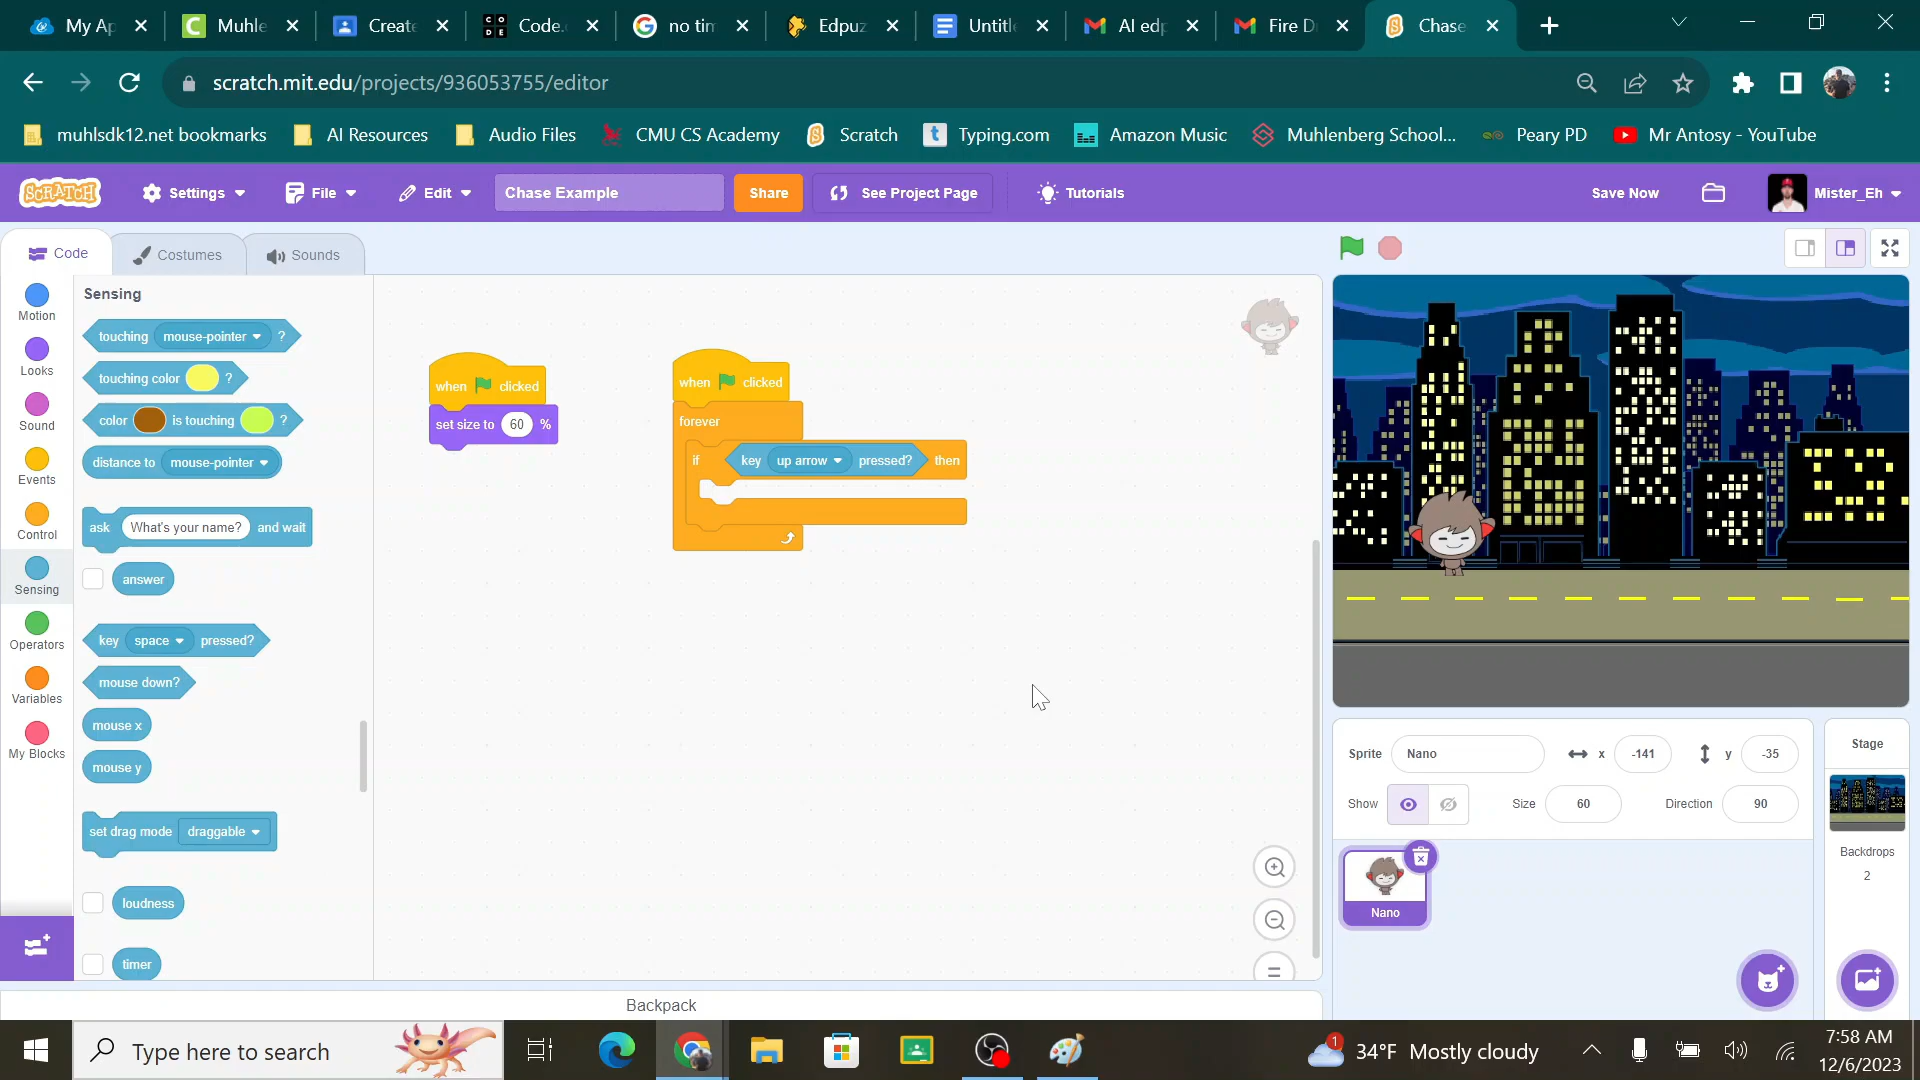 My Ap
Muhle
Create
Code.
no tim
Edpuz
Untitl
AI edp
Fire D
Chase
scratch.mit.edu/projects/936053755/editor
muhlsdk12.net bookmarks
AI Resources
Audio Files
CMU CS Academy
Scratch
Typing.com
Amazon Music
Muhlenberg School...
Peary PD
Mr Antosy - YouTube
SCRATCH
Settings
File
Edit
Chase Example
Share
See Project Page
Tutorials
Save Now
Mister_Eh
Code
Costumes
Sounds
Motion
Looks
Sound
Events
Control
Sensing
Operators
Variables
My Blocks
Sensing
touching mouse-pointer ?
touching color ?
color is touching ?
distance to mouse-pointer
ask What's your name? and wait
answer
key space pressed?
mouse down?
mouse x
mouse y
set drag mode draggable
loudness
timer
when clicked
set size to 60 %
when clicked
forever
if key up arrow pressed? then
Sprite Nano x -141 y -35
Show Size 60 Direction 90
Nano
Stage
Backdrops
2
Backpack
Type here to search
1
34°F Mostly cloudy
7:58 AM
12/6/2023